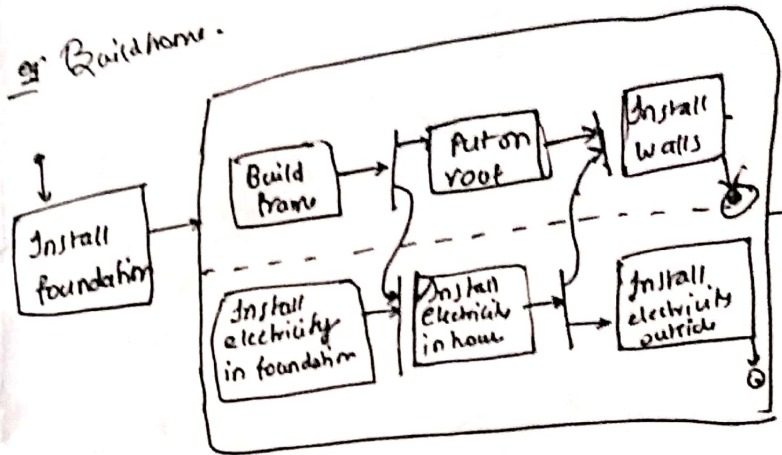 eg: Build home.
Install
foundation
Build
frame
Put on
roof
Install
walls
Install
electricity
in foundation
Install
electricity
in house
Install
electricity
outside